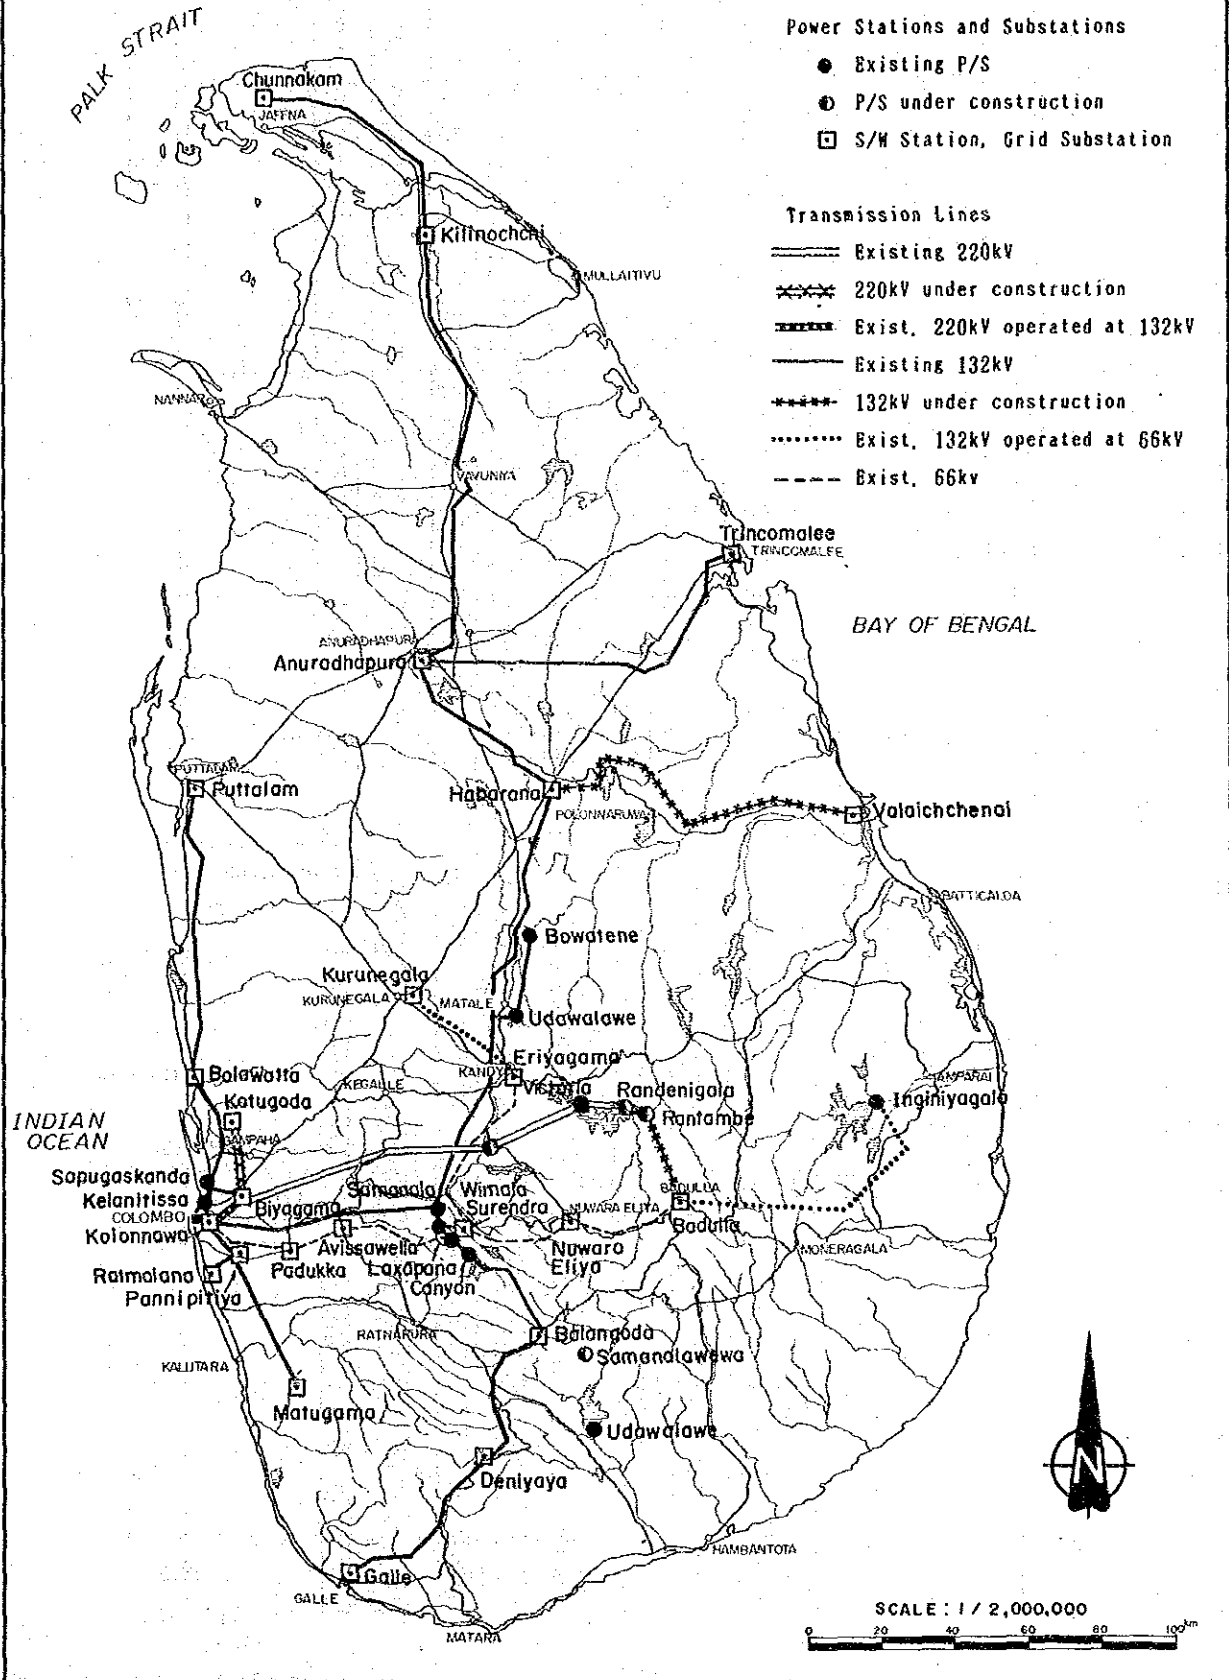 PALK STRAIT
Power Stations and Substations
Existing P/S
P/S under construction
S/W Station, Grid Substation
Transmission Lines
Existing 220kV
220kV under construction
Exist. 220kV operated at 132kV
Existing 132kV
132kV under construction
Exist. 132kV operated at 66kV
Exist. 66kv
Chunnakam
JAFFNA
Kilinochchi
MULLAITIVU
NANNAR
VAVUNIYA
Trincomalee
TRINCOMALEE
BAY OF BENGAL
ANURADHAPUR
Anuradhapura
PUTTALAM
Puttalam
Habarana
POLONNARUWA
Valaichchenai
BATTICALOA
Bowatene
Kurunegala
KURUNEGALA
MATALE
Udawalawe
Eriyagama
KANDY
Bolawatta
KEGALLE
Victoria
Randenigala
AMPARAI
Inginiyagala
Kotugoda
Rantambe
INDIAN
OCEAN
GAMPAHA
Sapugaskanda
Kelanitissa
Samanala
Wimala
Surendra
BADULLA
NUWARA ELIYA
Biyagama
COLOMBO
Kolonnawa
Badulla
Avissawella
Nuwara
Eliya
MONERAGALA
Ratmalana
Padukka
Laxapana
Pannipitiya
Canyon
RATNAPURA
Balangoda
Samanalawewa
KALUTARA
Matugama
Udawalawe
Deniyaya
N
HAMBANTOTA
Galle
GALLE
MATARA
SCALE: 1/2,000,000
0 20 40 60 80 100 km